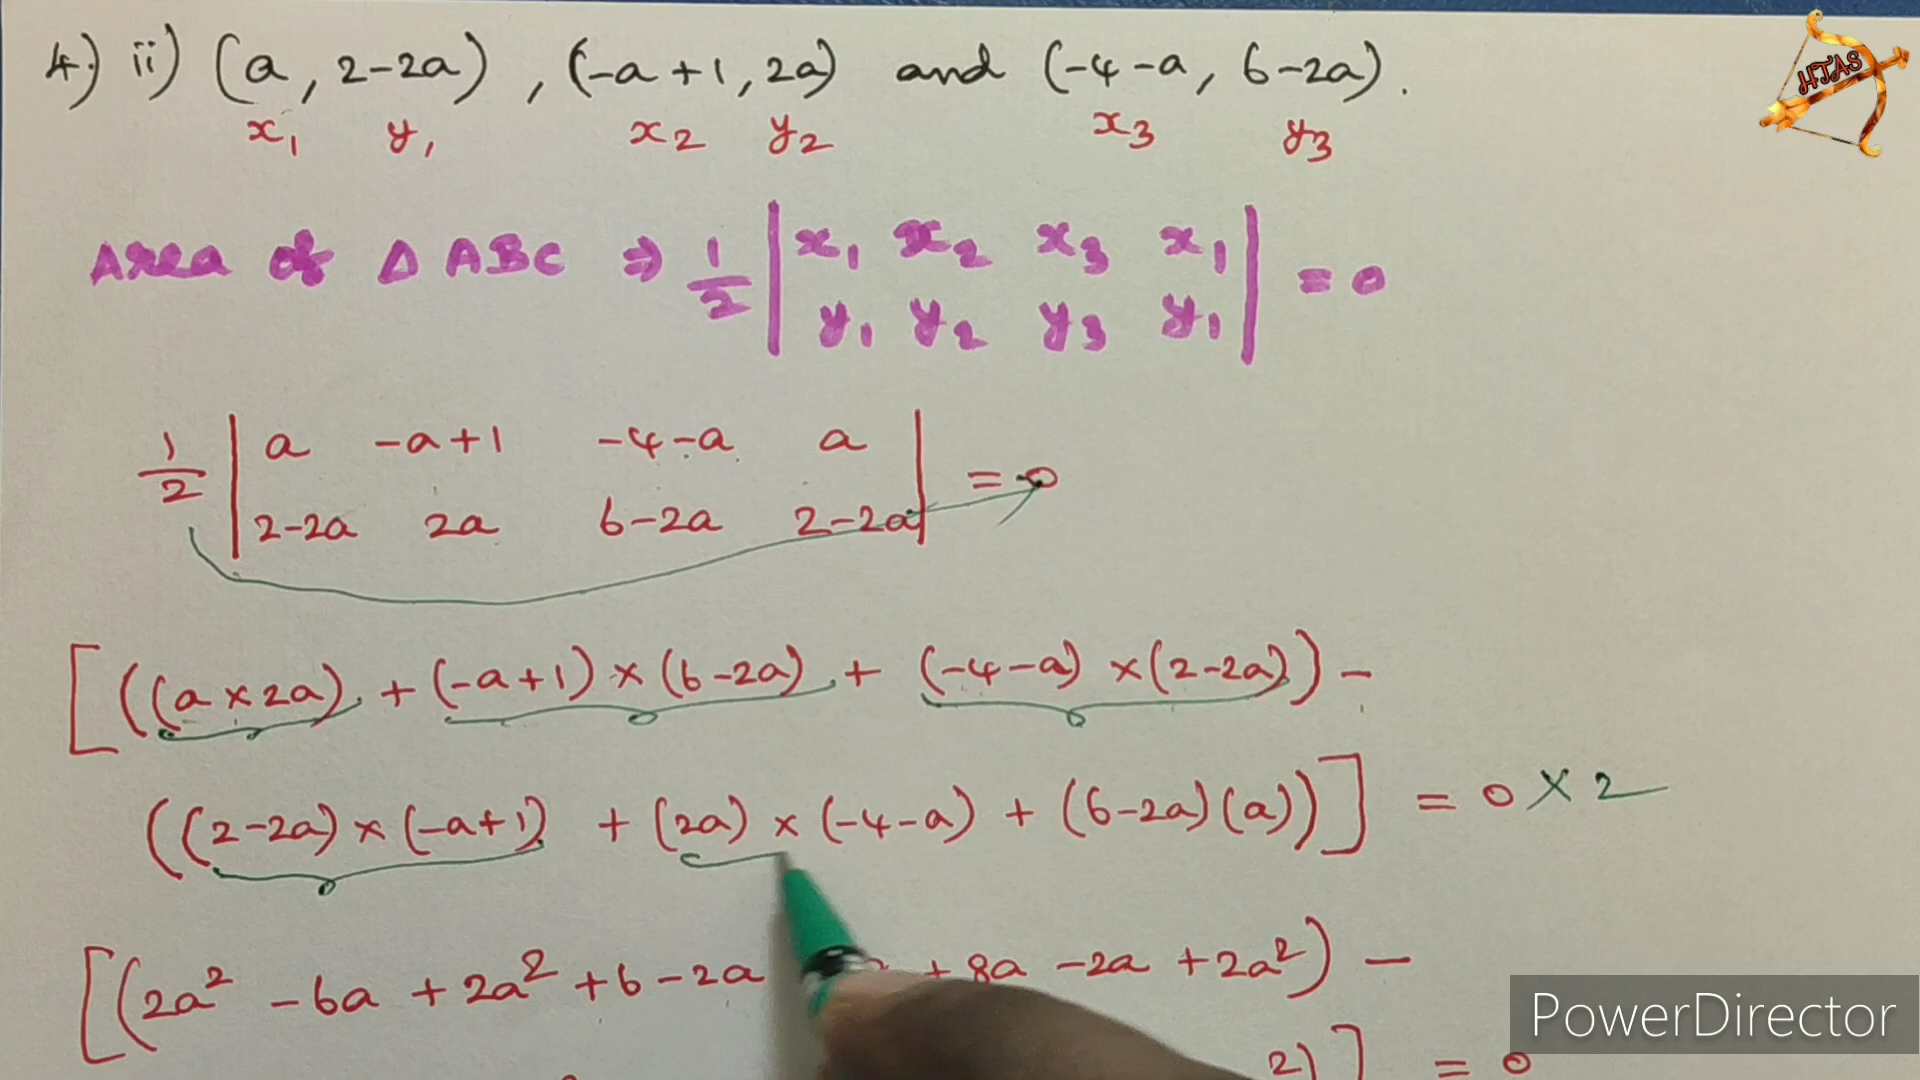 4.) ii) (a, 2-2a), (-a+1, 2a) and (-4-a, 6-2a).
x₁ y₁ x₂ y₂ x₃ y₃
HTAS
Area of Δ ABC ⇒ 1/2 | x₁ x₂ x₃ x₁ | = 0
y₁ y₂ y₃ y₁
1/2 | a -a+1 -4-a a | = 0
2-2a 2a 6-2a 2-2a
[((a×2a) + (-a+1)×(6-2a) + (-4-a)×(2-2a)) -
((2-2a)×(-a+1) + (2a)×(-4-a) + (6-2a)(a))] = 0×2
[(2a² -6a +2a² +6-2a +8a -2a +2a²) -
2)] = 0
PowerDirector